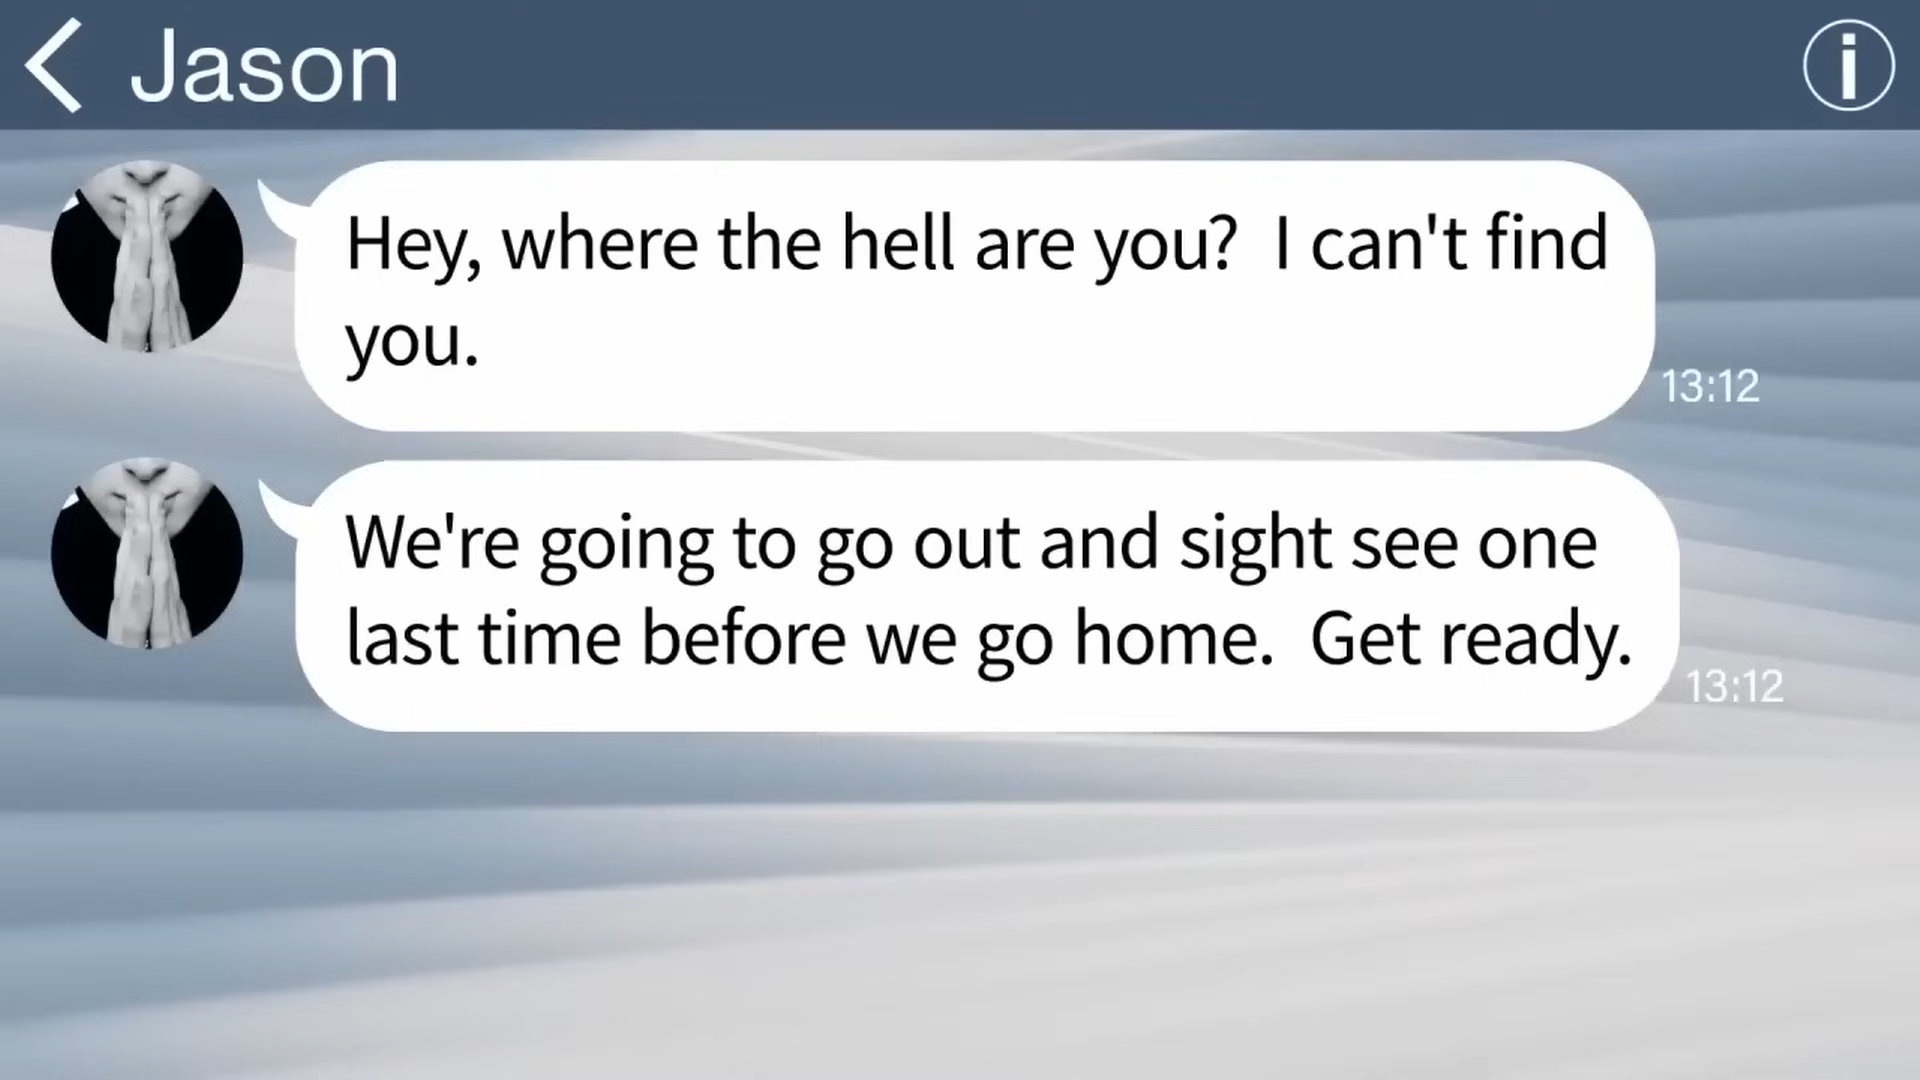 Jason
Hey, where the hell are you?  I can't find
you.
13:12
We're going to go out and sight see one
last time before we go home.  Get ready.
13:12